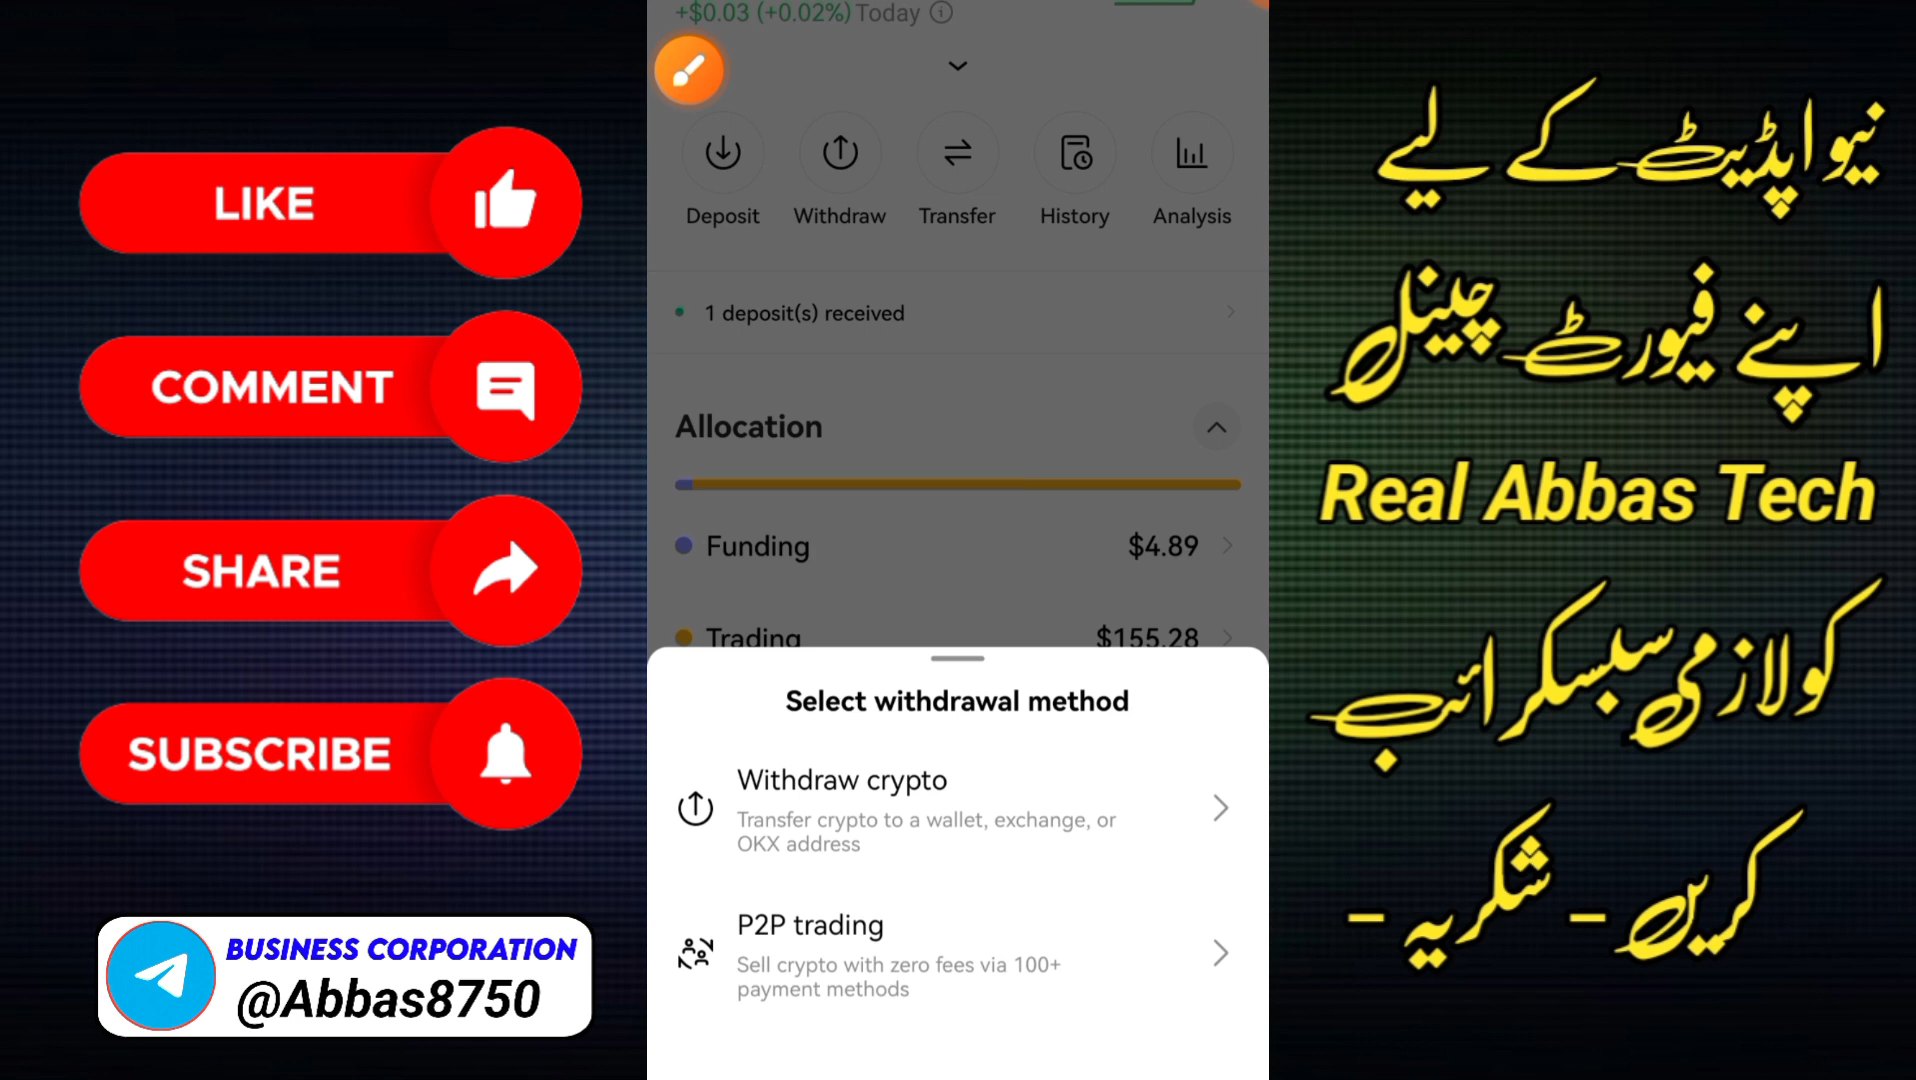 LIKE
COMMENT
SHARE
SUBSCRIBE
BUSINESS CORPORATION
@Abbas8750
+$0.03 (+0.02%) Today
Deposit Withdraw Transfer History Analysis
1 deposit(s) received
Allocation
Funding $4.89
Trading $155.28
Select withdrawal method
Withdraw crypto
Transfer crypto to a wallet, exchange, or
OKX address
P2P trading
Sell crypto with zero fees via 100+
payment methods
نیو اپڈیٹ کے لیے
اپنے فیورٹ چینل
Real Abbas Tech
کو لازمی سبسکرائب
کریں - شکریہ -